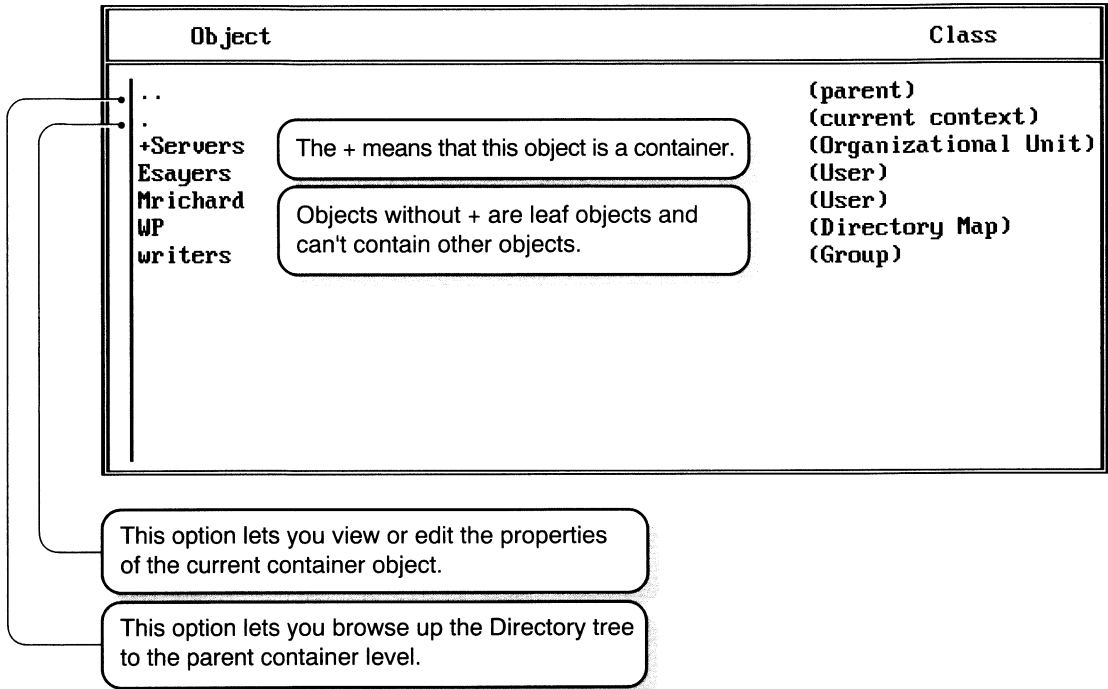 Object Class
.. (parent)
. (current context)
+Servers (Organizational Unit)
Esayers (User)
Mrichard (User)
WP (Directory Map)
writers (Group)
The + means that this object is a container.
Objects without + are leaf objects and
can't contain other objects.
This option lets you view or edit the properties
of the current container object.
This option lets you browse up the Directory tree
to the parent container level.